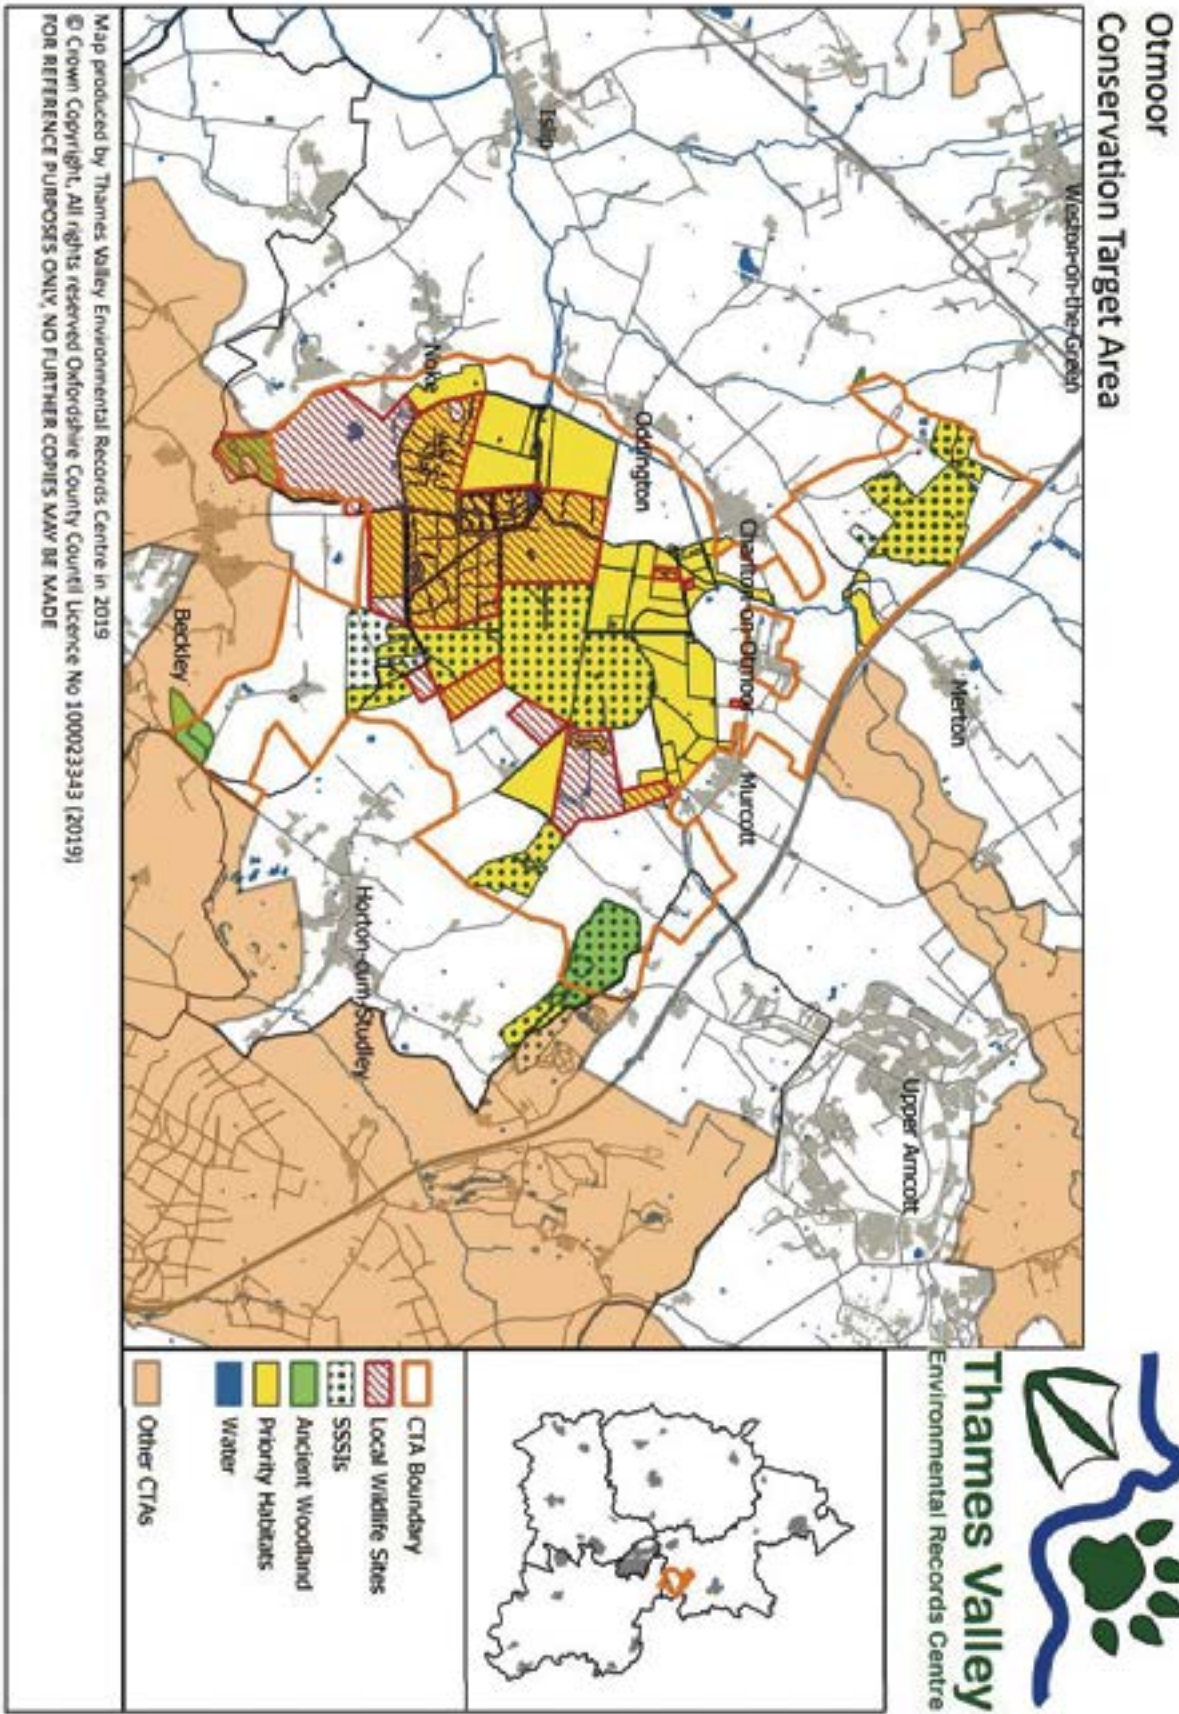 Otmoor
Conservation Target Area
Thames Valley
Environmental Records Centre
Weston-on-the-Green
Merton
Upper Arncott
Islip
Oddington
Charlton-on-Otmoor
Murcott
Noke
Horton-cum-Studley
Beckley
CTA Boundary
Local Wildlife Sites
SSSIs
Ancient Woodland
Priority Habitats
Water
Other CTAs
Map produced by Thames Valley Environmental Records Centre in 2019
© Crown Copyright. All rights reserved Oxfordshire County Council Licence No 100023343 (2019)
FOR REFERENCE PURPOSES ONLY, NO FURTHER COPIES MAY BE MADE